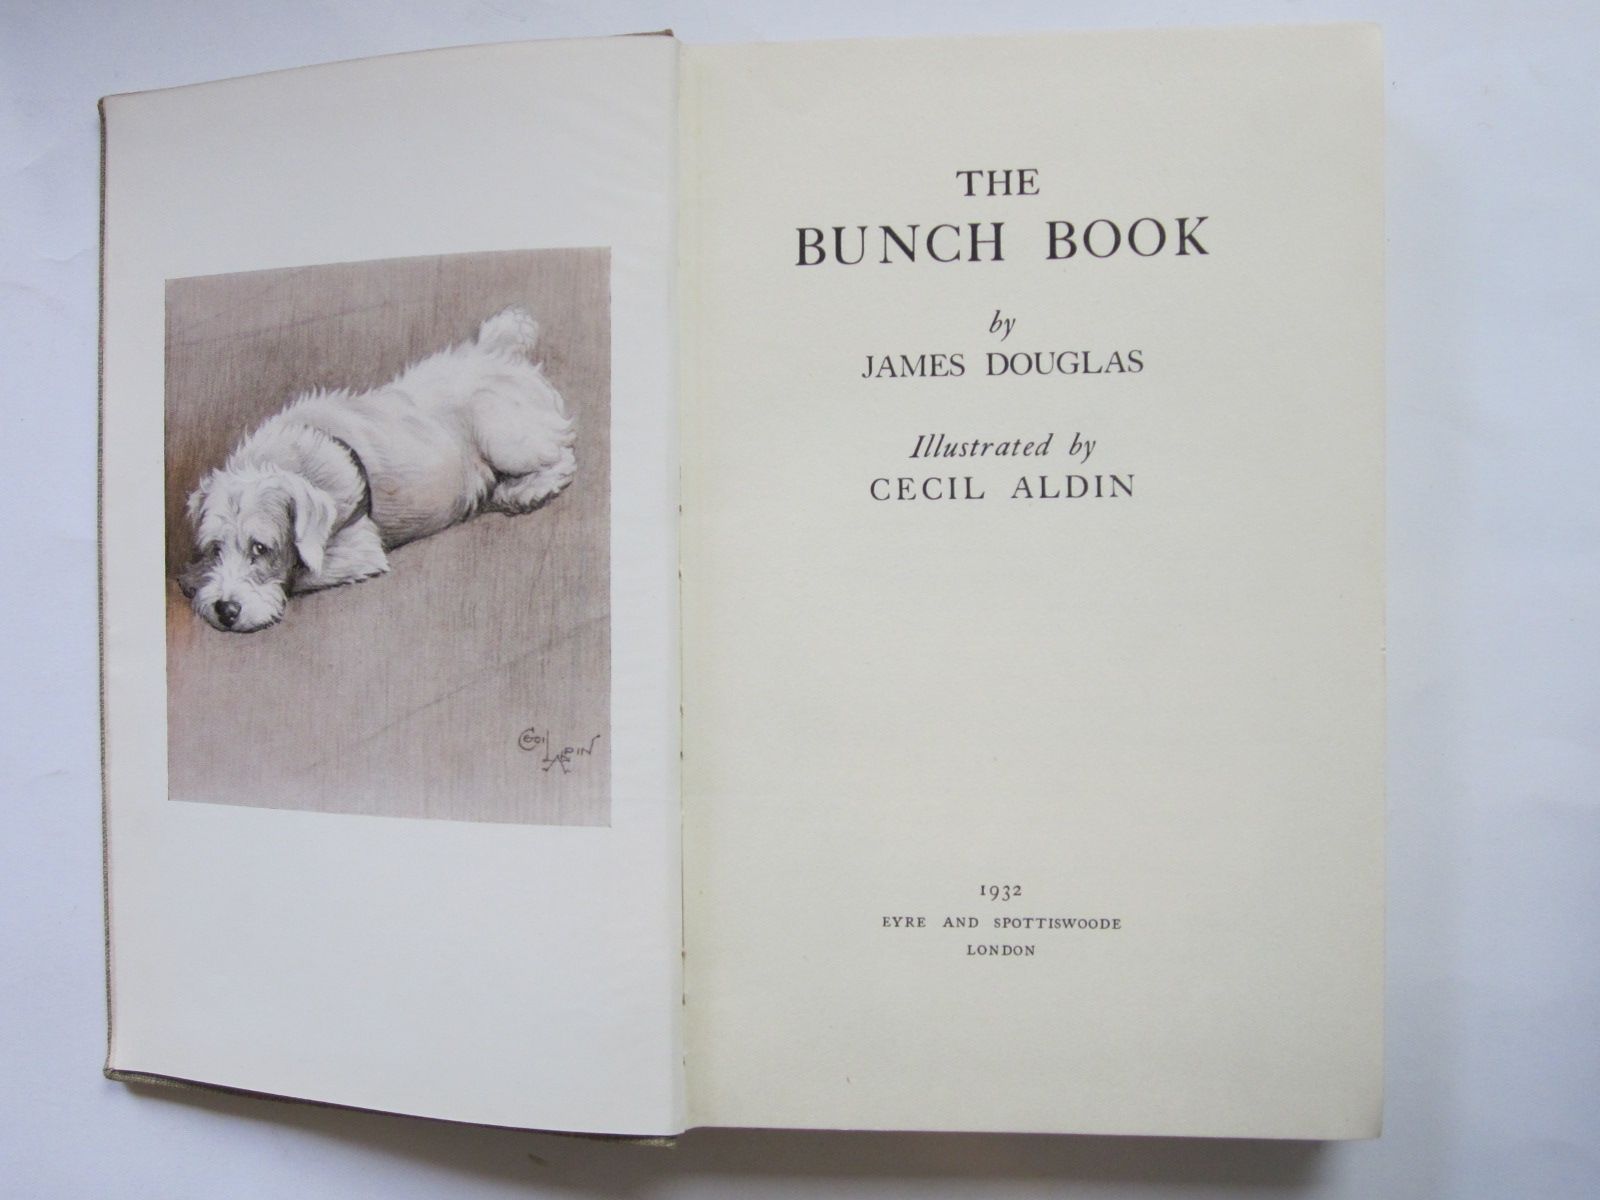 CECIL
ALDIN
THE
BUNCH BOOK
by
JAMES DOUGLAS
Illustrated by
CECIL ALDIN
1932
EYRE AND SPOTTISWOODE
LONDON